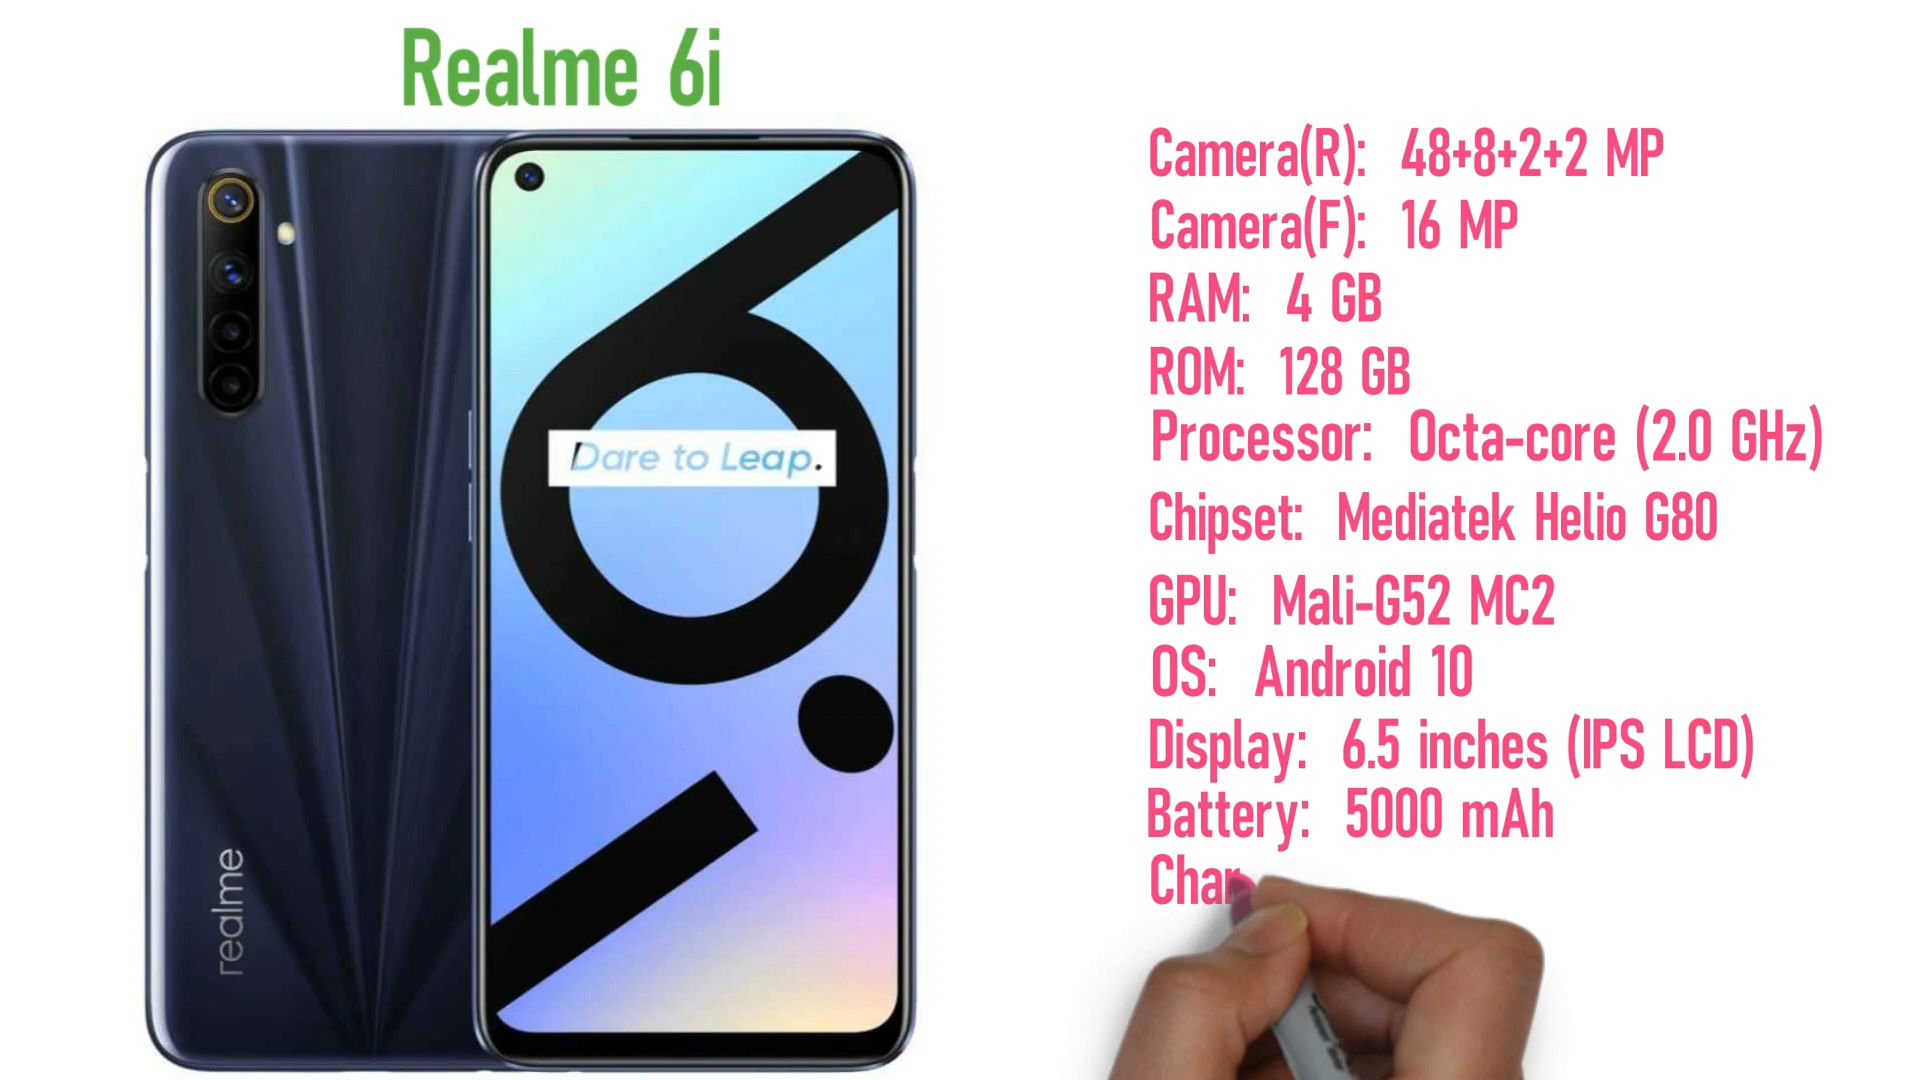 Realme 6i
Dare to Leap.
realme
Camera(R): 48+8+2+2 MP
Camera(F): 16 MP
RAM: 4 GB
ROM: 128 GB
Processor: Octa-core (2.0 GHz)
Chipset: Mediatek Helio G80
GPU: Mali-G52 MC2
OS: Android 10
Display: 6.5 inches (IPS LCD)
Battery: 5000 mAh
Char